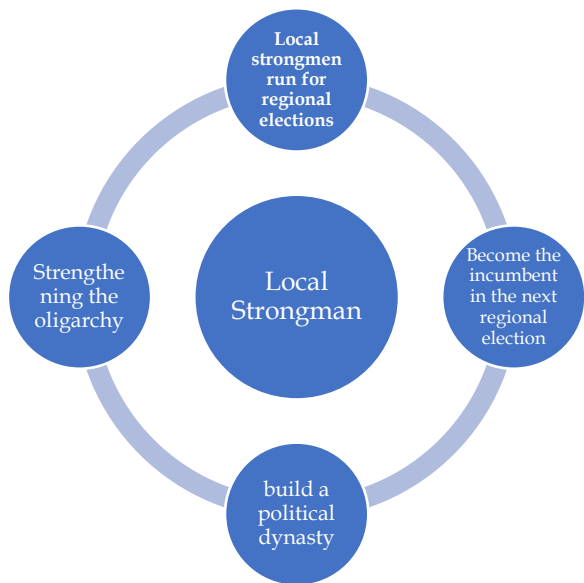 Local
strongmen
run for
regional
elections
Become the
incumbent
in the next
regional
election
build a
political
dynasty
Strengthe
ning the
oligarchy
Local
Strongman